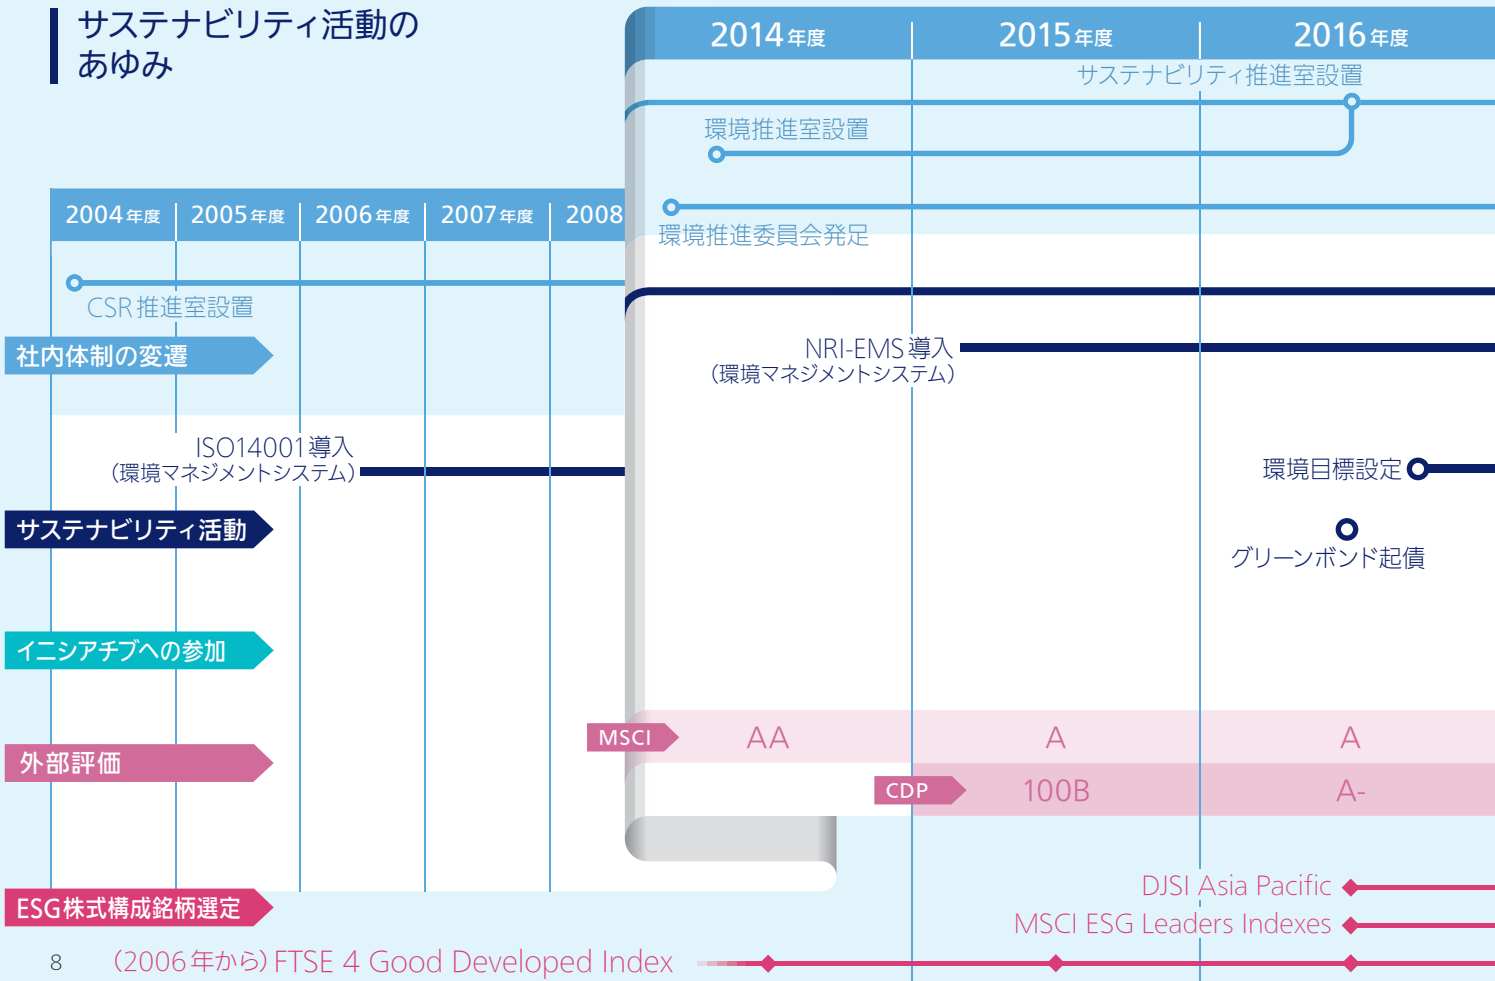 サステナビリティ活動の
あゆみ
2014年度 2015年度 2016年度
サステナビリティ推進室設置
環境推進室設置
環境推進委員会発足
2004年度 2005年度 2006年度 2007年度 2008
CSR推進室設置
社内体制の変遷
NRI-EMS導入
（環境マネジメントシステム）
ISO14001導入
（環境マネジメントシステム）
環境目標設定
サステナビリティ活動
グリーンボンド起債
イニシアチブへの参加
MSCI AA A A
外部評価
CDP 100B A-
DJSI Asia Pacific
ESG株式構成銘柄選定
MSCI ESG Leaders Indexes
（2006年から）FTSE 4 Good Developed Index
8